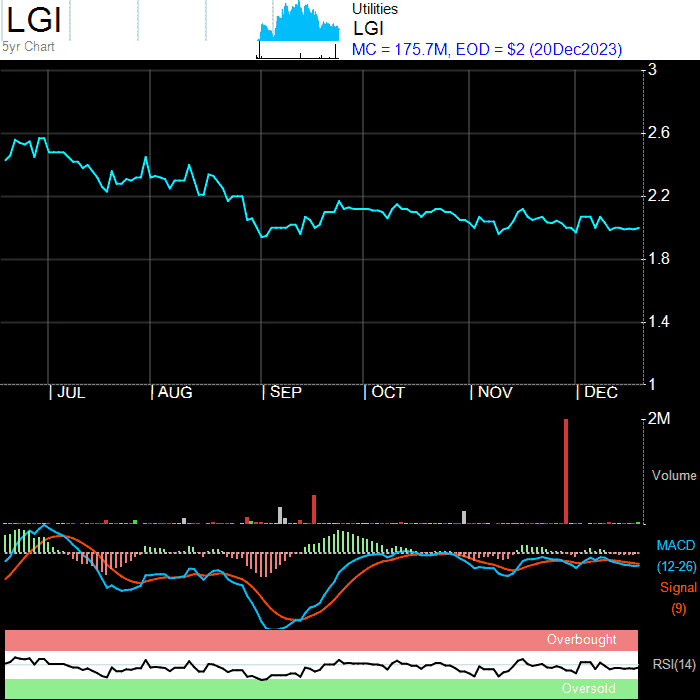 LGI
5yr Chart
Utilities
LGI
MC = 175.7M, EOD = $2 (20Dec2023)
3
2.6
2.2
1.8
1.4
1
| JUL | AUG | SEP | OCT | NOV | DEC
2M
Volume
MACD
(12-26)
Signal
(9)
Overbought
RSI(14)
Oversold